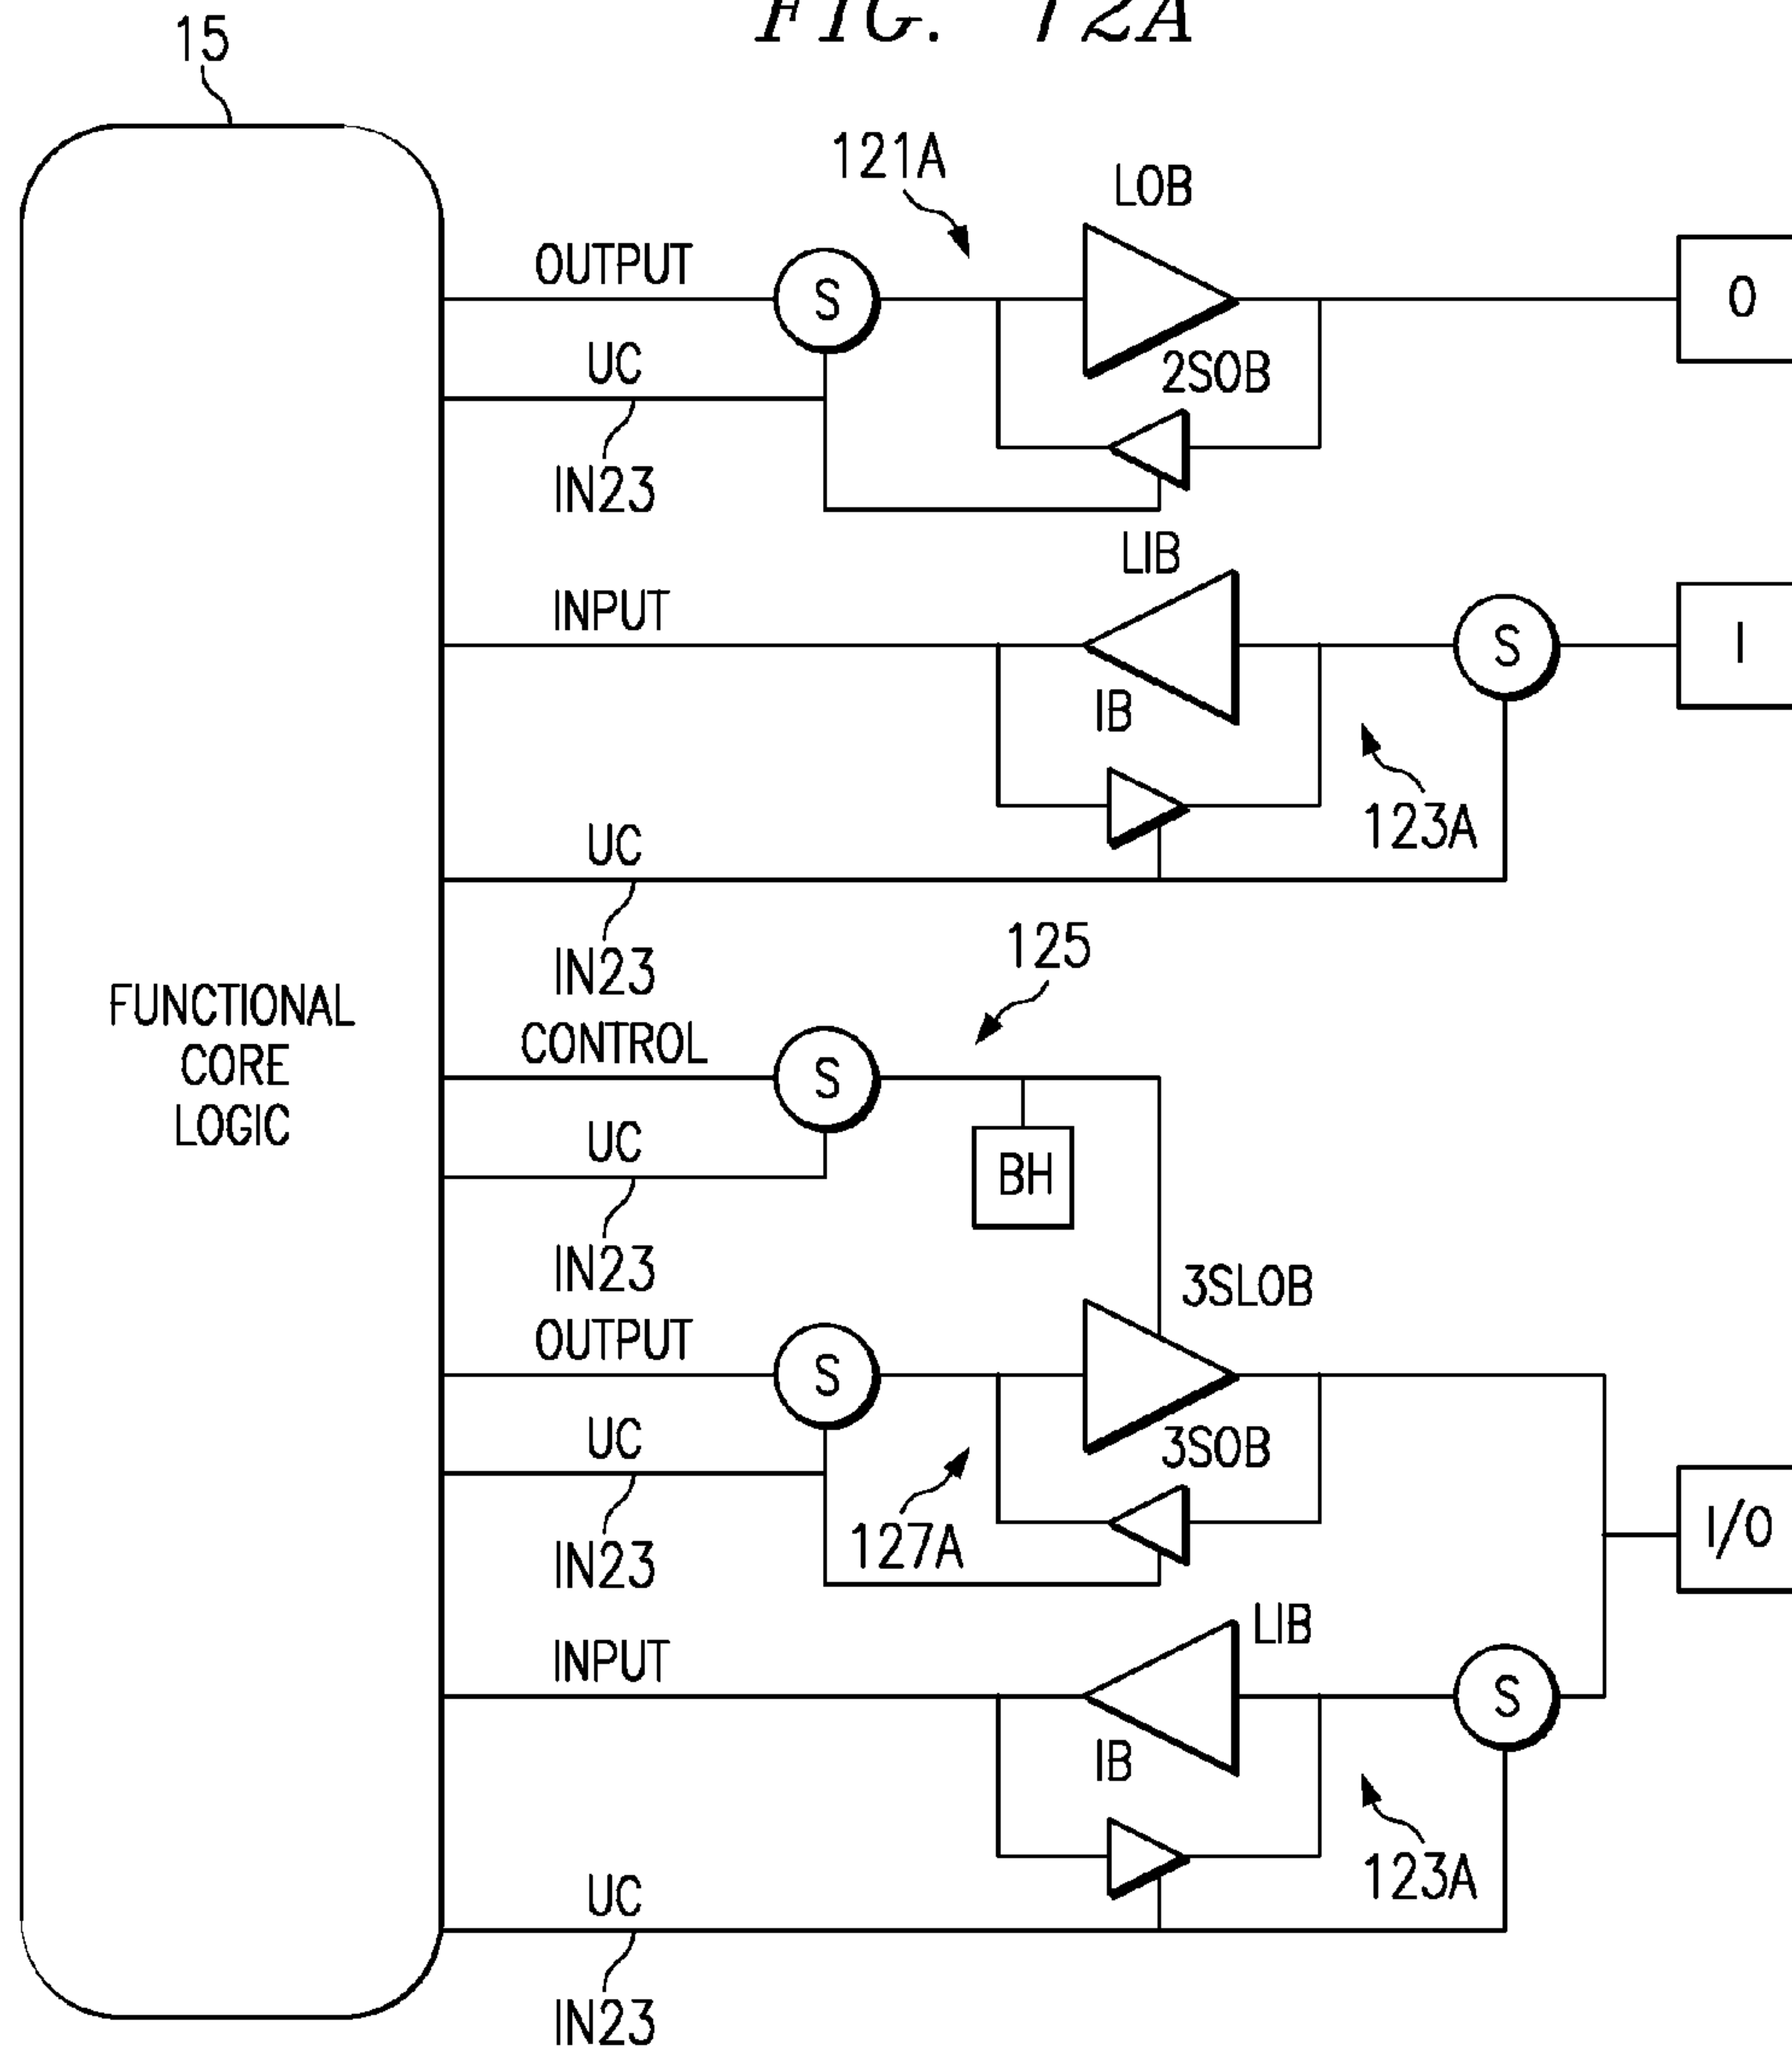 FIG. 12A
15
121A
LOB
OUTPUT
S
O
UC
2SOB
IN23
LIB
INPUT
S
I
IB
UC
123A
IN23
125
FUNCTIONAL
CORE
LOGIC
CONTROL
S
UC
BH
IN23
3SLOB
OUTPUT
S
UC
3SOB
127A
IN23
I/O
LIB
INPUT
S
IB
UC
123A
IN23